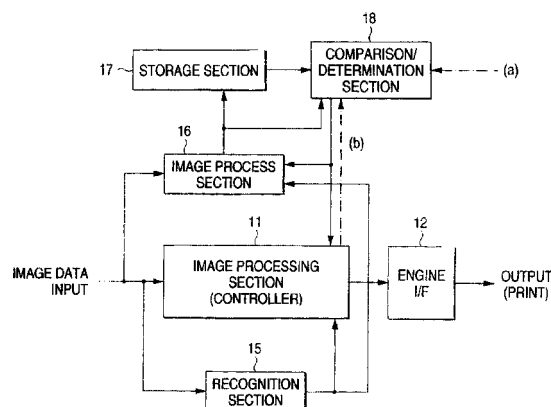 18
COMPARISON/
DETERMINATION
SECTION
17
STORAGE SECTION
(a)
(b)
16
IMAGE PROCESS
SECTION
11
IMAGE PROCESSING
SECTION
(CONTROLLER)
12
ENGINE
I/F
IMAGE DATA
INPUT
OUTPUT
(PRINT)
15
RECOGNITION
SECTION